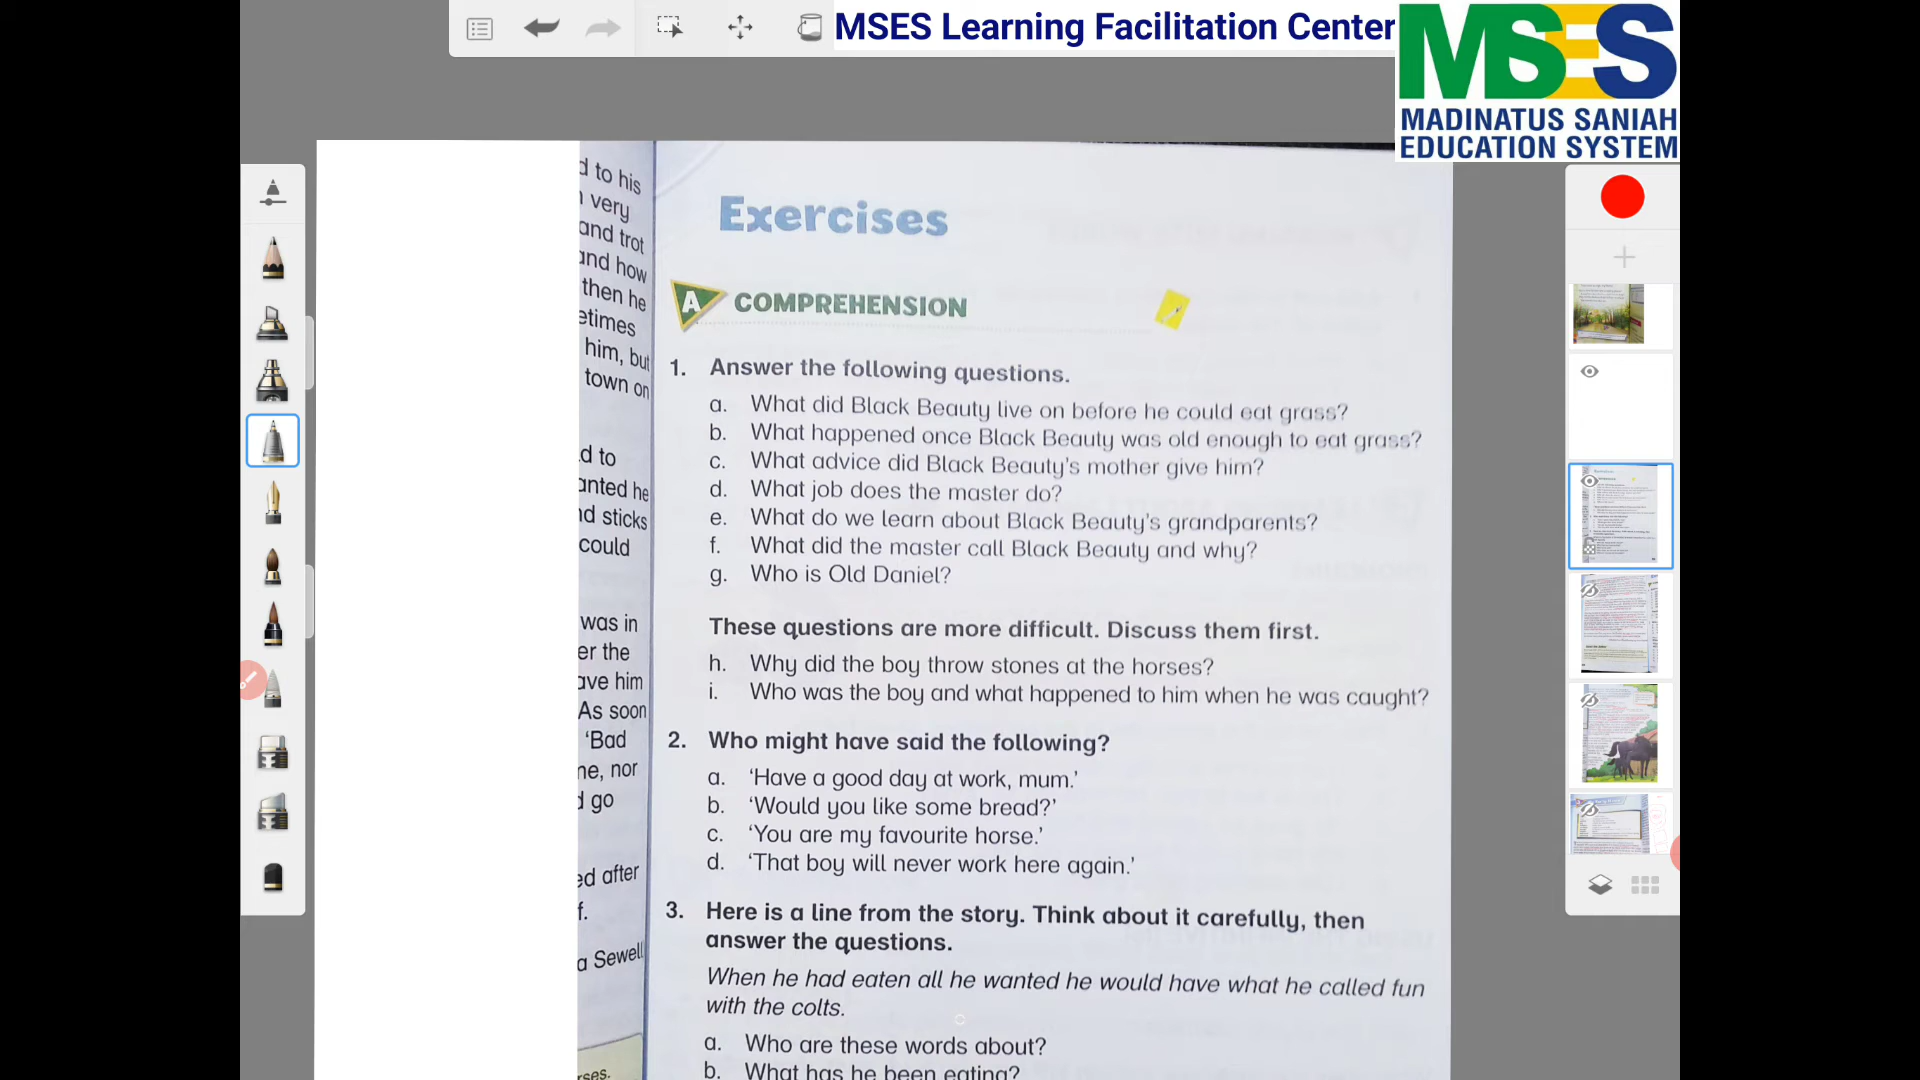 MSES Learning Facilitation Center
MSES
MADINATUS SANIAH
EDUCATION SYSTEM
d to his
very
and trot
and how
then he
etimes
him, but
town on
d to
anted he
nd sticks
could
was in
er the
ave him
As soon
‘Bad
ne, nor
d go
ed after
f.
a Sewell
rses.
Exercises
A COMPREHENSION
1. Answer the following questions.
a. What did Black Beauty live on before he could eat grass?
b. What happened once Black Beauty was old enough to eat grass?
c. What advice did Black Beauty’s mother give him?
d. What job does the master do?
e. What do we learn about Black Beauty’s grandparents?
f. What did the master call Black Beauty and why?
g. Who is Old Daniel?
These questions are more difficult. Discuss them first.
h. Why did the boy throw stones at the horses?
i. Who was the boy and what happened to him when he was caught?
2. Who might have said the following?
a. ‘Have a good day at work, mum.’
b. ‘Would you like some bread?’
c. ‘You are my favourite horse.’
d. ‘That boy will never work here again.’
3. Here is a line from the story. Think about it carefully, then
answer the questions.
When he had eaten all he wanted he would have what he called fun
with the colts.
a. Who are these words about?
b. What has he been eating?